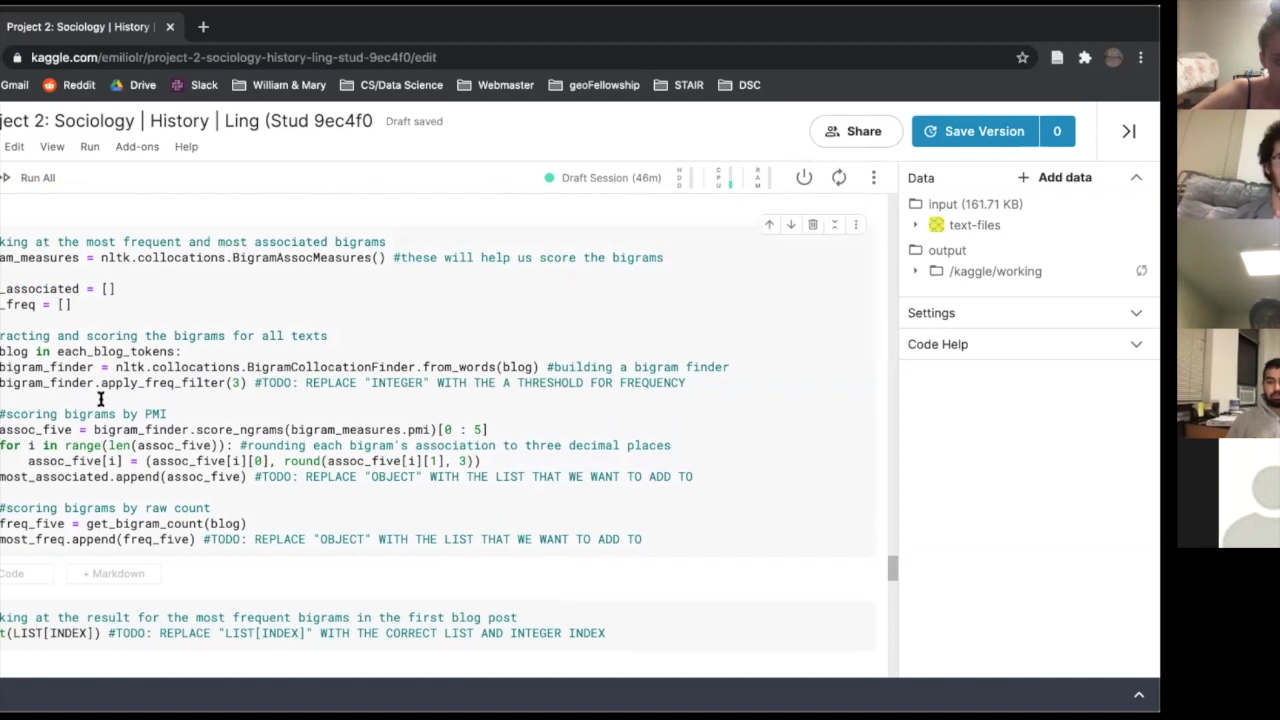 Project 2: Sociology | History |
kaggle.com/emiliolr/project-2-sociology-history-ling-stud-9ec4f0/edit
Gmail Reddit Drive Slack William & Mary CS/Data Science Webmaster geoFellowship STAIR DSC
ject 2: Sociology | History | Ling (Stud 9ec4f0 Draft saved
Share Save Version 0
Edit View Run Add-ons Help
Run All Draft Session (46m) HDD CPU RAM
Data + Add data
input (161.71 KB)
text-files
output
/kaggle/working
Settings
Code Help
king at the most frequent and most associated bigrams
am_measures = nltk.collocations.BigramAssocMeasures() #these will help us score the bigrams
_associated = []
_freq = []
racting and scoring the bigrams for all texts
blog in each_blog_tokens:
bigram_finder = nltk.collocations.BigramCollocationFinder.from_words(blog) #building a bigram finder
bigram_finder.apply_freq_filter(3) #TODO: REPLACE "INTEGER" WITH THE A THRESHOLD FOR FREQUENCY
#scoring bigrams by PMI
assoc_five = bigram_finder.score_ngrams(bigram_measures.pmi)[0 : 5]
for i in range(len(assoc_five)): #rounding each bigram's association to three decimal places
assoc_five[i] = (assoc_five[i][0], round(assoc_five[i][1], 3))
most_associated.append(assoc_five) #TODO: REPLACE "OBJECT" WITH THE LIST THAT WE WANT TO ADD TO
#scoring bigrams by raw count
freq_five = get_bigram_count(blog)
most_freq.append(freq_five) #TODO: REPLACE "OBJECT" WITH THE LIST THAT WE WANT TO ADD TO
Code + Markdown
king at the result for the most frequent bigrams in the first blog post
t(LIST[INDEX]) #TODO: REPLACE "LIST[INDEX]" WITH THE CORRECT LIST AND INTEGER INDEX